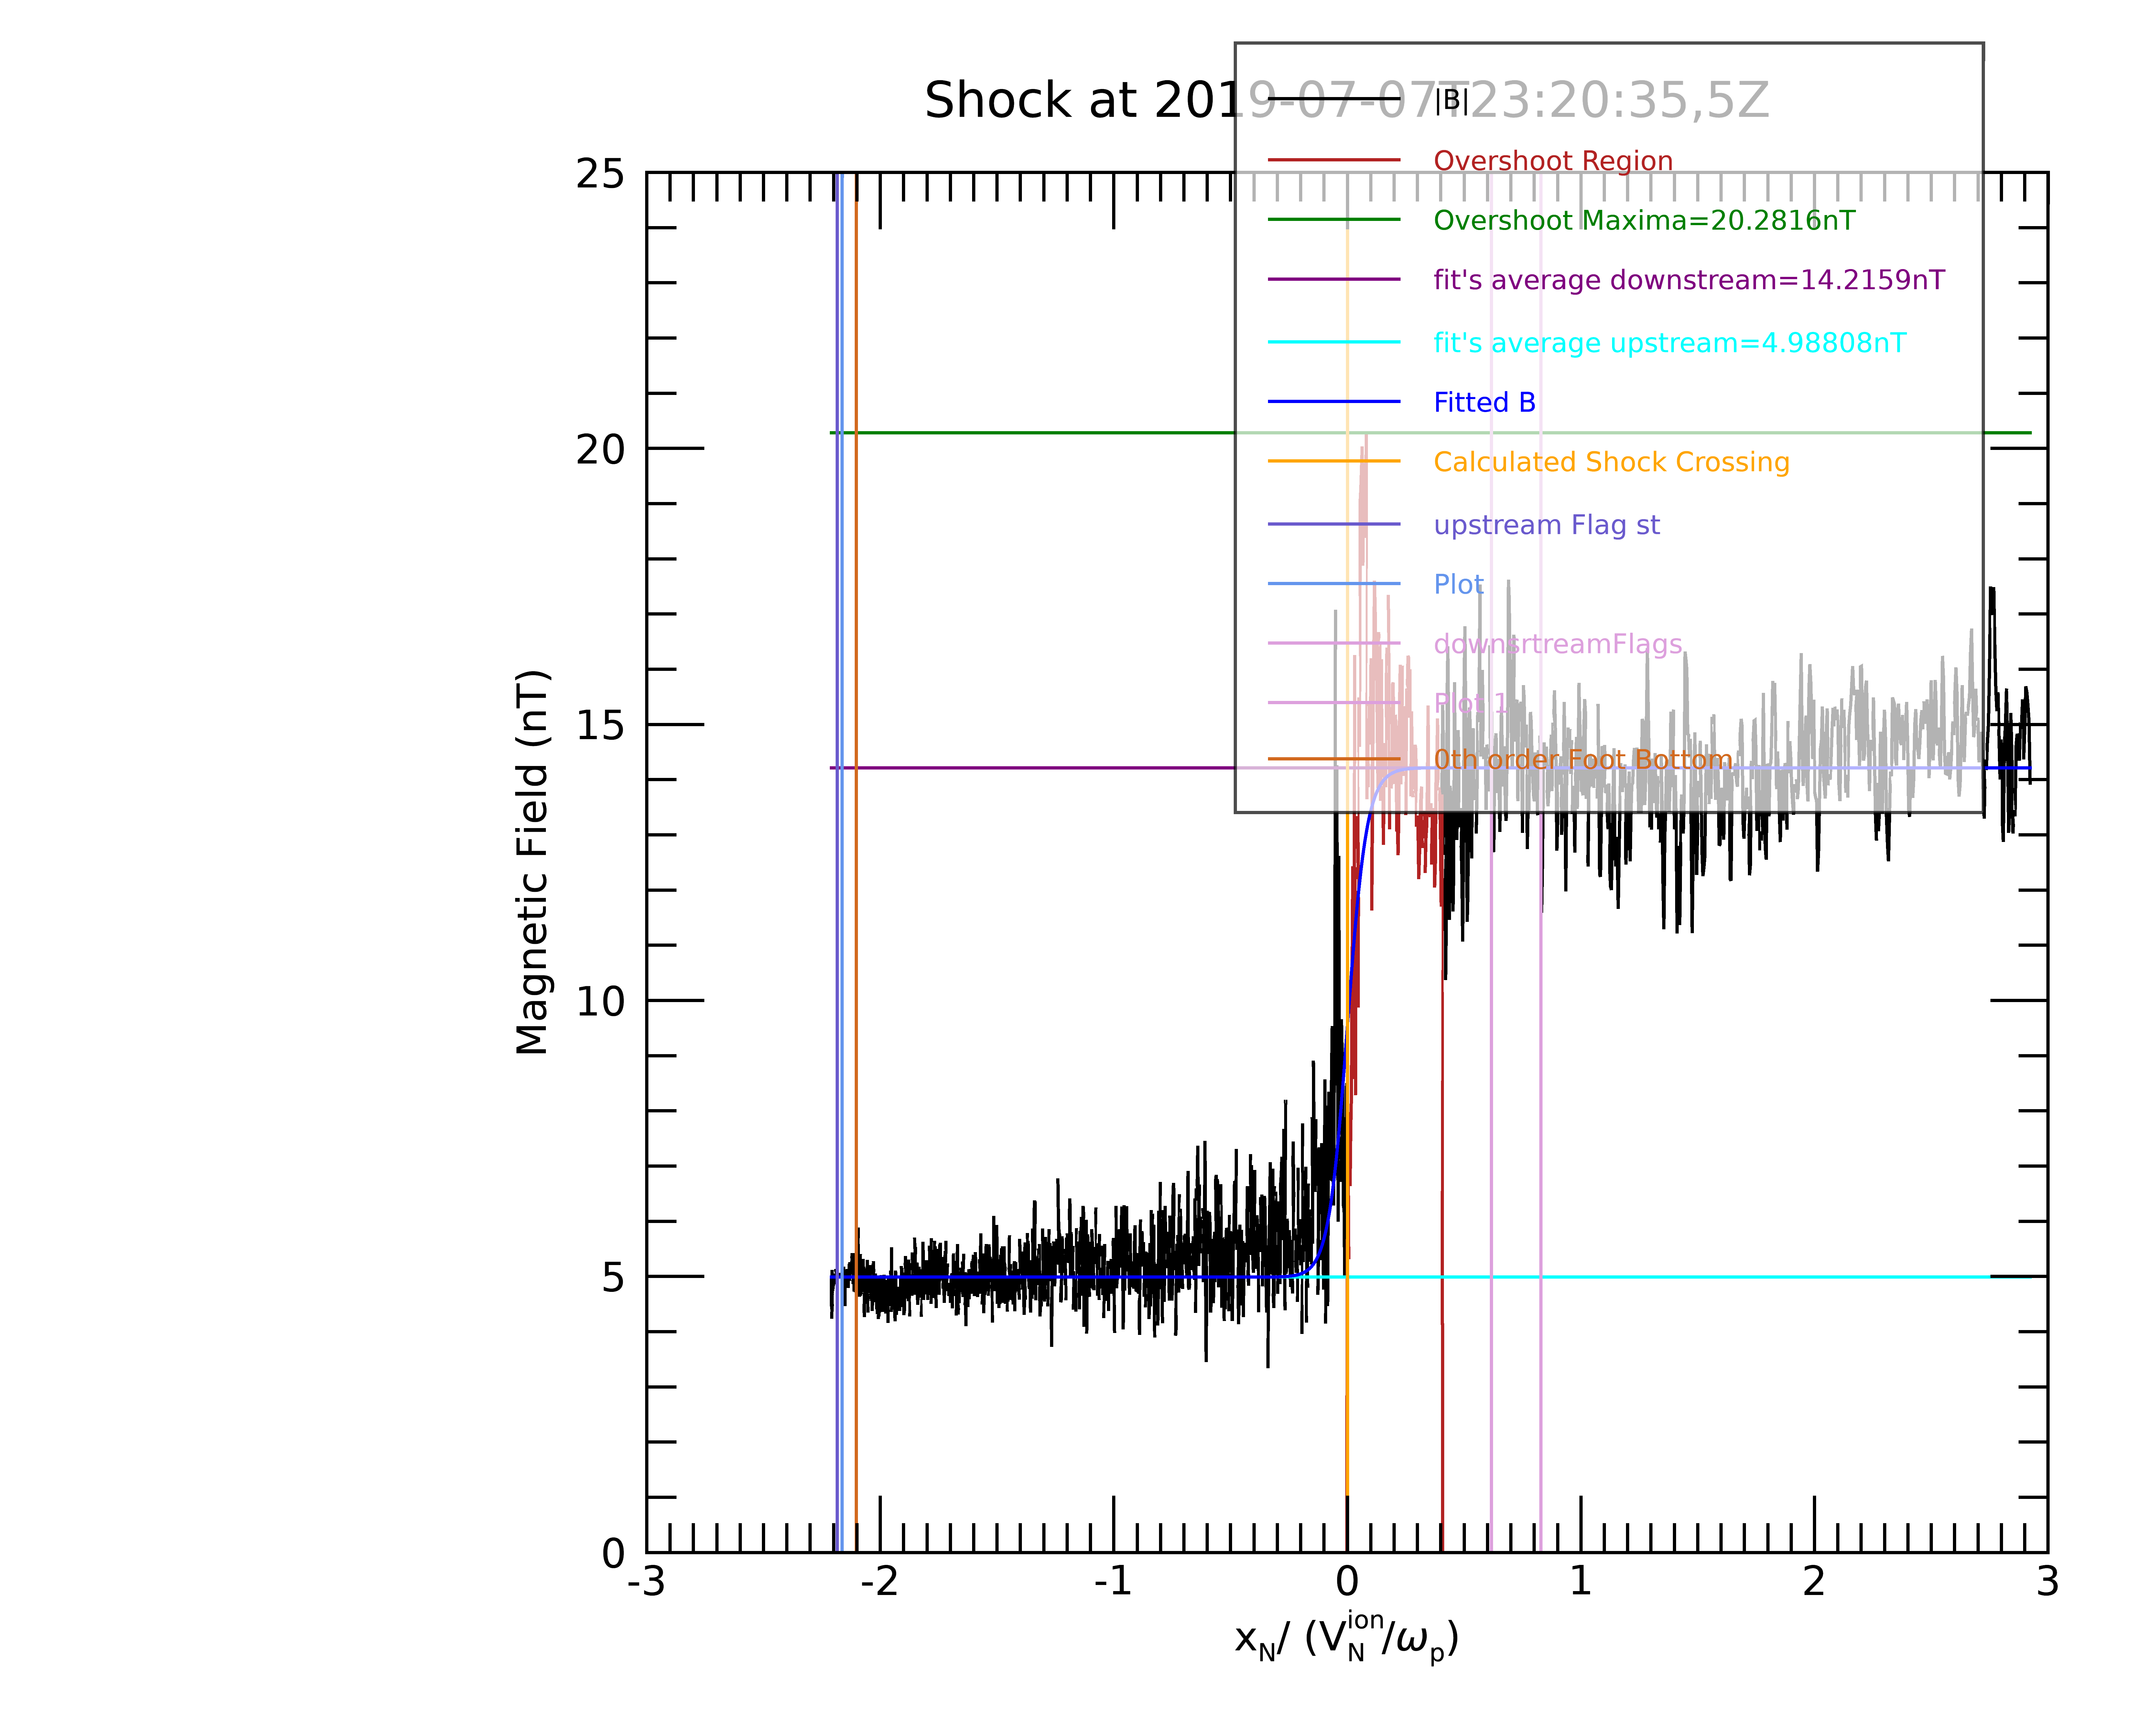 Shock at 2019-07-07T23:20:35,5Z
|B|
Overshoot Region
Overshoot Maxima=20.2816nT
fit's average downstream=14.2159nT
fit's average upstream=4.98808nT
Fitted B
Calculated Shock Crossing
upstream Flag st
Plot
downsrtreamFlags
Plot 1
0th order Foot Bottom
25
20
15
10
5
0
Magnetic Field (nT)
-3 -2 -1 0 1 2 3
x_N/ (V_N^ion/ω_p)